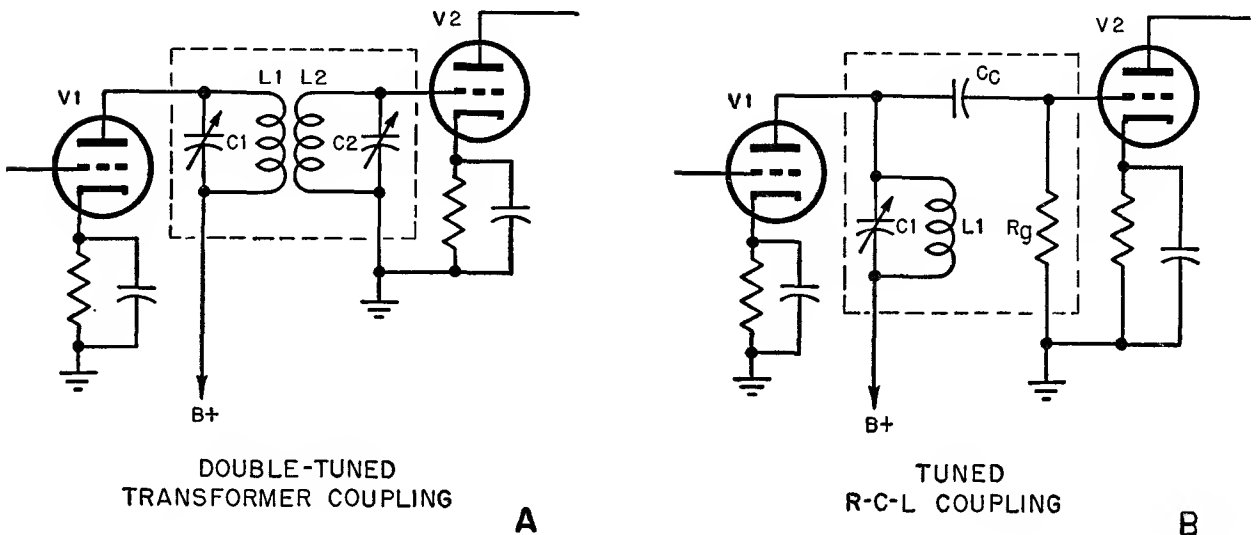 V1
L1 L2
C1
C2
V2
B+
DOUBLE-TUNED
TRANSFORMER COUPLING
A
V1
CC
V2
C1
L1
Rg
B+
TUNED
R-C-L COUPLING
B